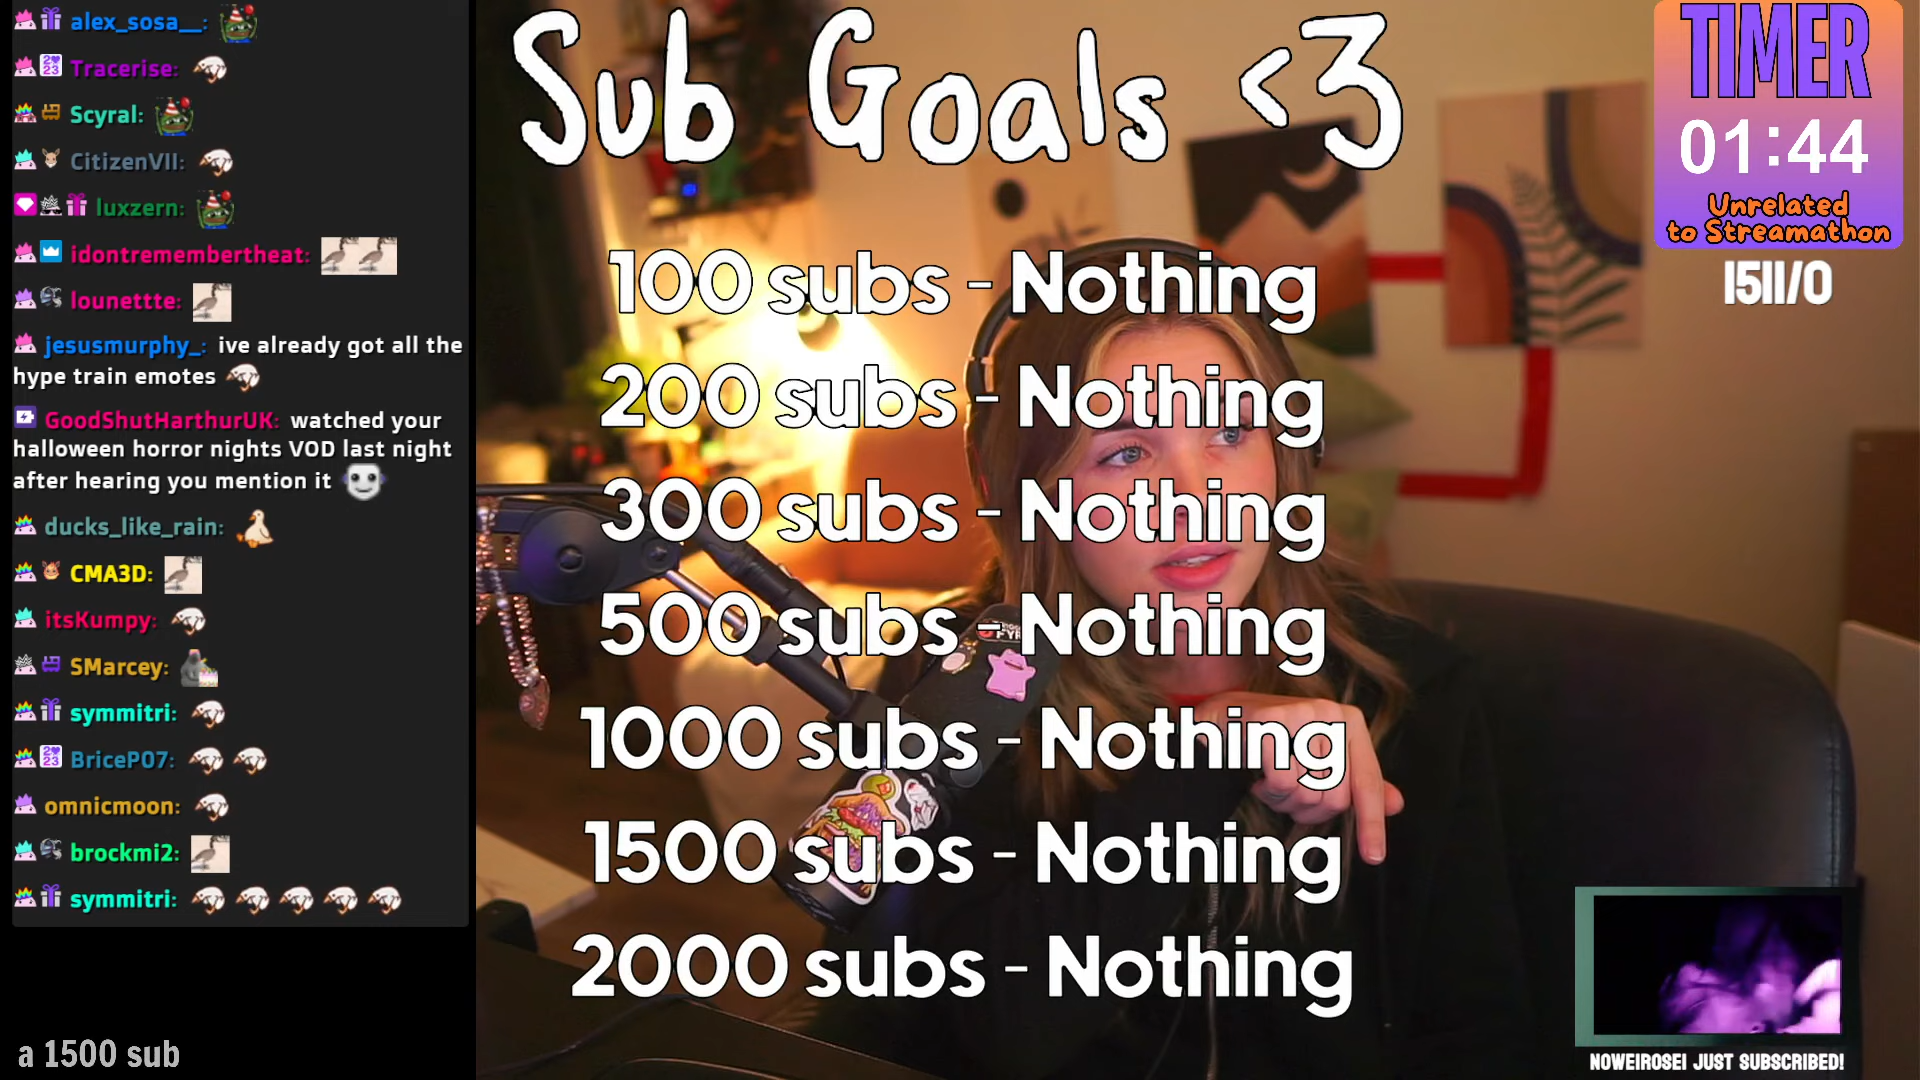 alex_sosa__:
Tracerise:
Scyral:
CitizenVII:
luxzern:
idontremembertheat:
lounettte:
jesusmurphy_: ive already got all the
hype train emotes
GoodShutHarthurUK: watched your
halloween horror nights VOD last night
after hearing you mention it
ducks_like_rain:
CMA3D:
itsKumpy:
SMarcey:
symmitri:
BriceP07:
omnicmoon:
brockmi2:
symmitri:
a 1500 sub
Sub Goals <3
100 subs - Nothing
200 subs - Nothing
300 subs - Nothing
500 subs - Nothing
1000 subs - Nothing
1500 subs - Nothing
2000 subs - Nothing
TIMER
01:44
Unrelated
to Streamathon
1511/0
NOWEIROSEI JUST SUBSCRIBED!